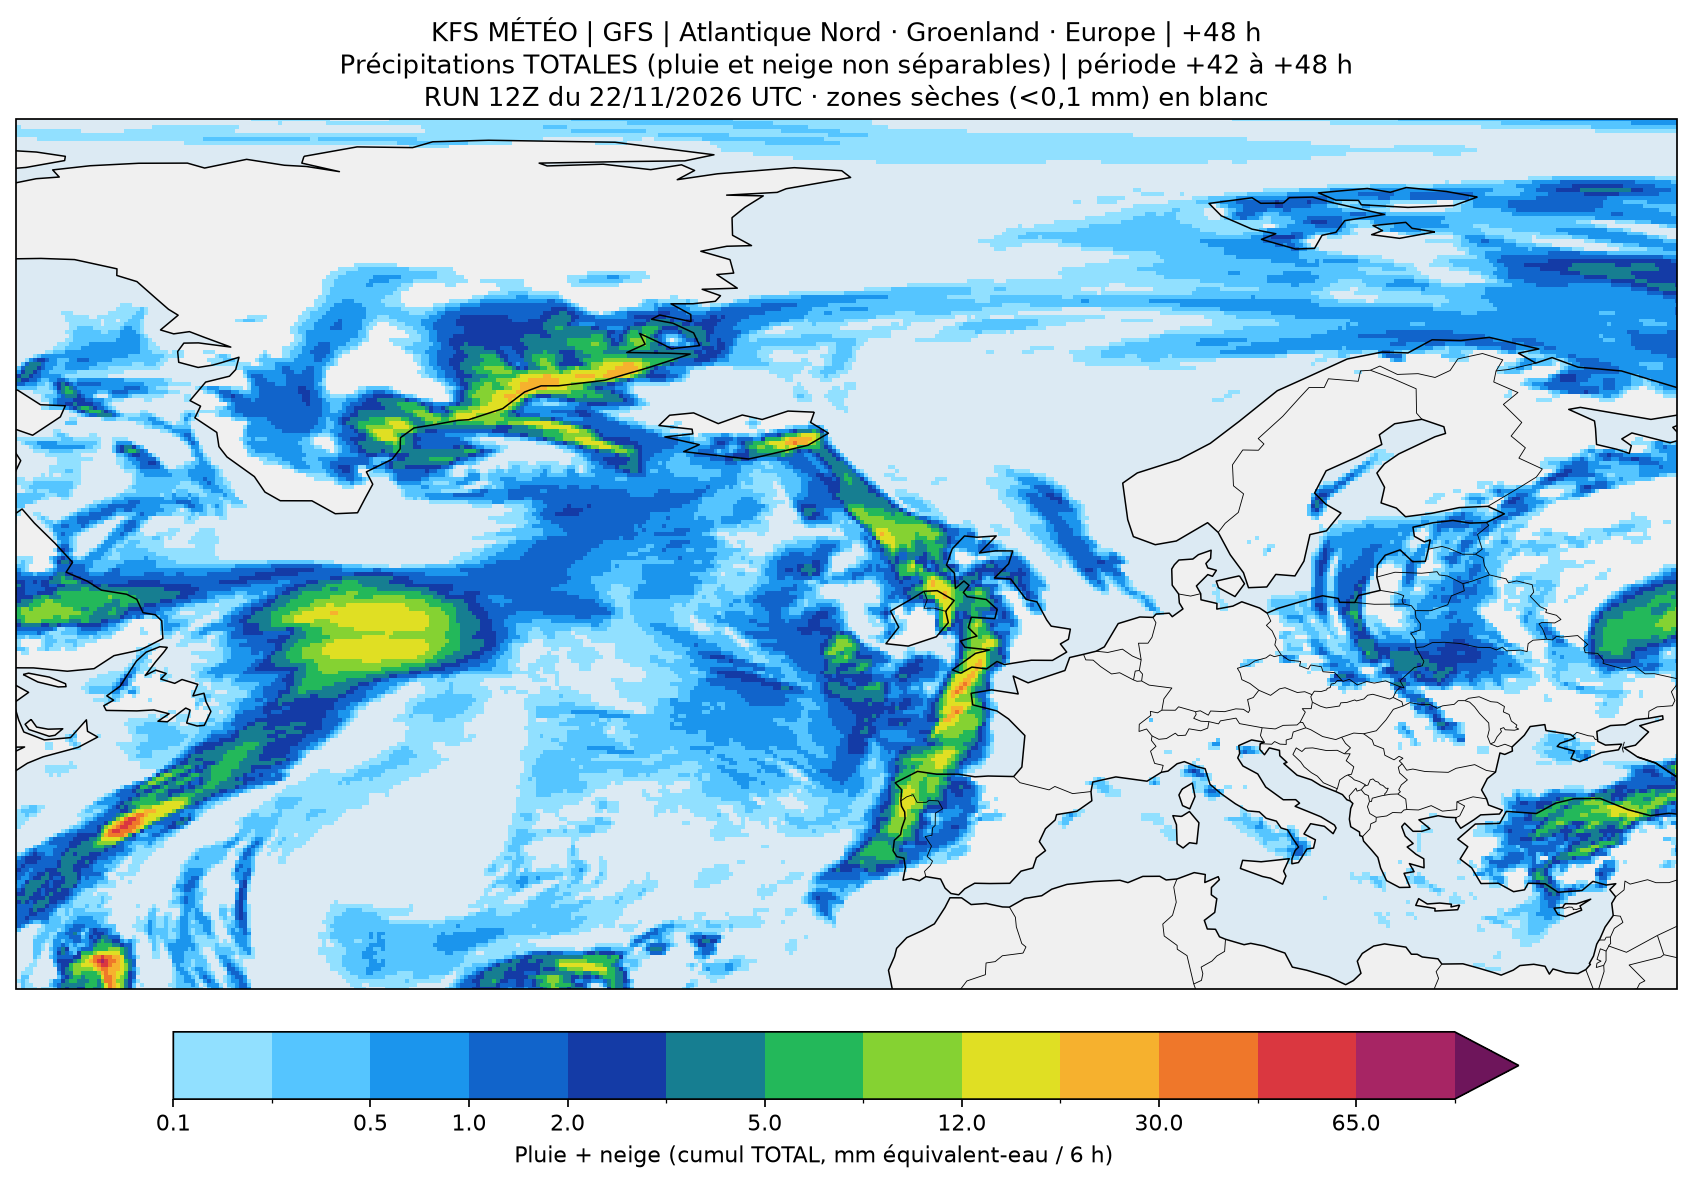 KFS MÉTÉO | GFS | Atlantique Nord · Groenland · Europe | +48 h
Précipitations TOTALES (pluie et neige non séparables) | période +42 à +48 h
RUN 12Z du 22/11/2026 UTC · zones sèches (<0,1 mm) en blanc
0.1 0.5 1.0 2.0 5.0 12.0 30.0 65.0
Pluie + neige (cumul TOTAL, mm équivalent-eau / 6 h)